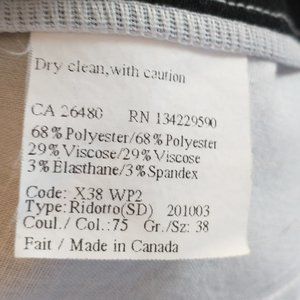 Dry clean,with caution
CA 26480 RN 134229590
68%Polyester/68%Polyester
29%Viscose/29%Viscose
3%Elasthane/3%Spandex
Code: X38 WP2
Type:Ridotto(SD) 201003
Coul./ Col.:75 Gr./Sz: 38
Fait / Made in Canada